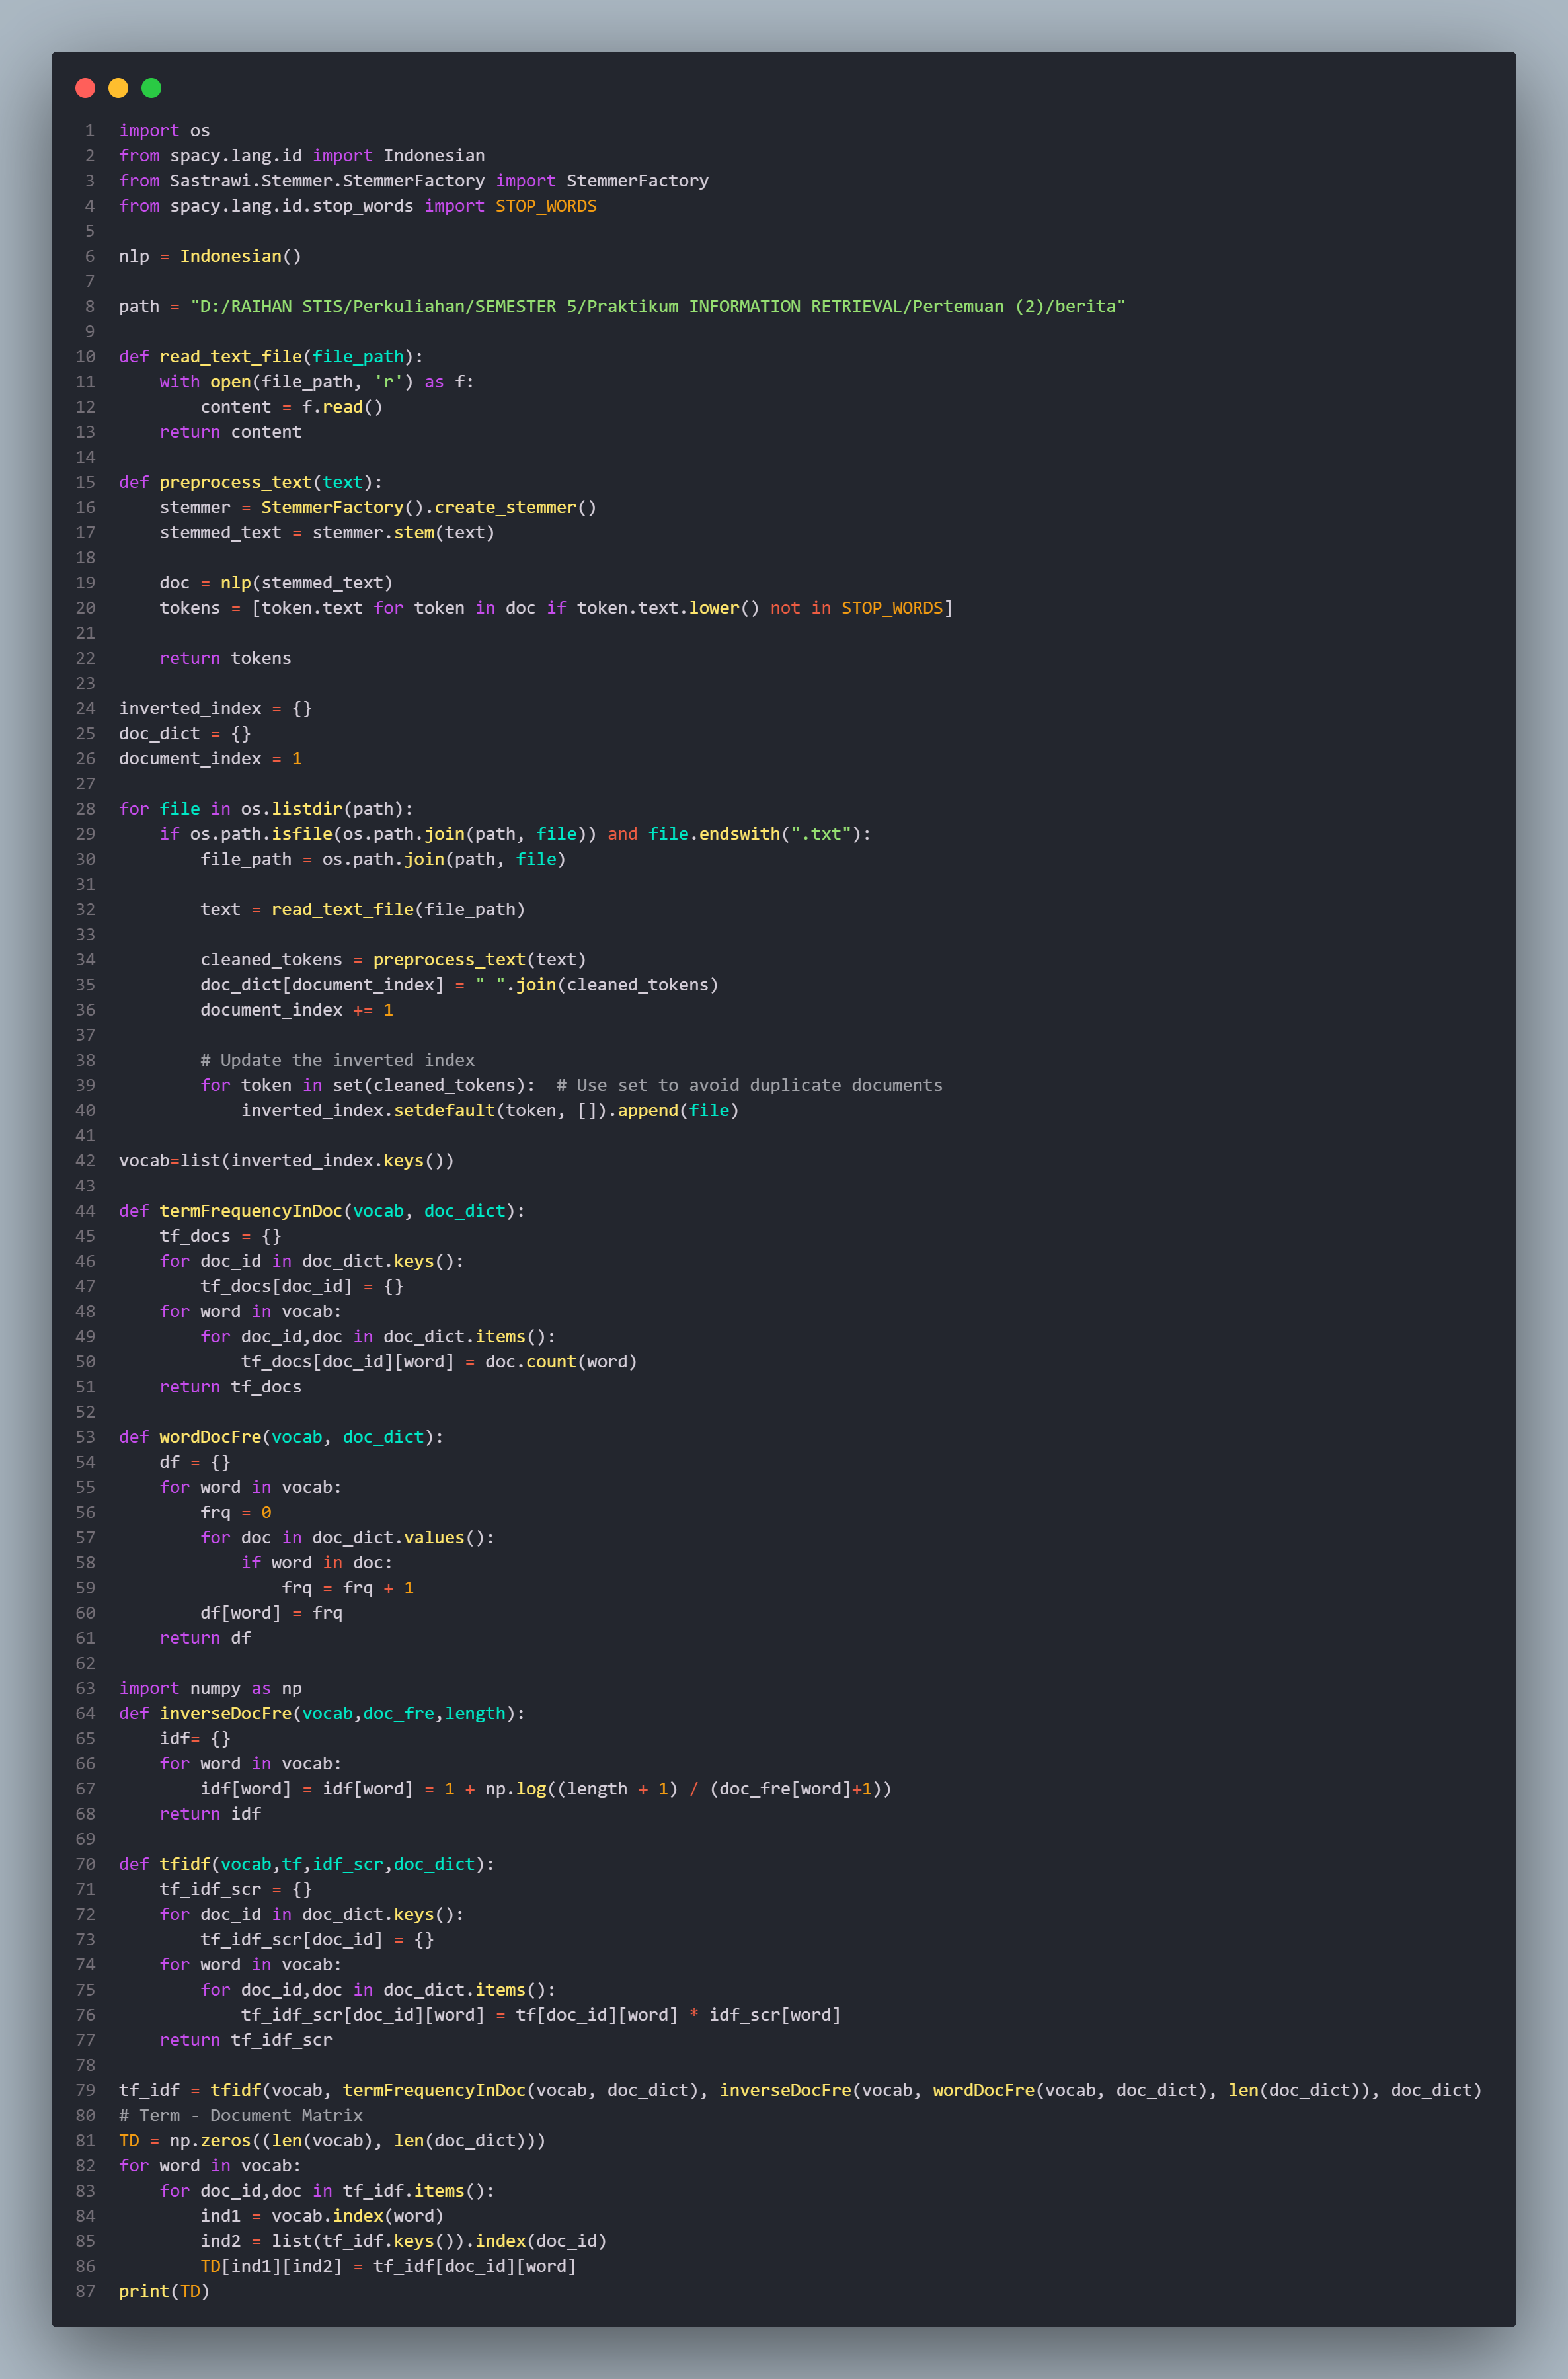 1 import os
2 from spacy.lang.id import Indonesian
3 from Sastrawi.Stemmer.StemmerFactory import StemmerFactory
4 from spacy.lang.id.stop_words import STOP_WORDS
5
6 nlp = Indonesian()
7
8 path = "D:/RAIHAN STIS/Perkuliahan/SEMESTER 5/Praktikum INFORMATION RETRIEVAL/Pertemuan (2)/berita"
9
10 def read_text_file(file_path):
11     with open(file_path, 'r') as f:
12         content = f.read()
13     return content
14
15 def preprocess_text(text):
16     stemmer = StemmerFactory().create_stemmer()
17     stemmed_text = stemmer.stem(text)
18
19     doc = nlp(stemmed_text)
20     tokens = [token.text for token in doc if token.text.lower() not in STOP_WORDS]
21
22     return tokens
23
24 inverted_index = {}
25 doc_dict = {}
26 document_index = 1
27
28 for file in os.listdir(path):
29     if os.path.isfile(os.path.join(path, file)) and file.endswith(".txt"):
30         file_path = os.path.join(path, file)
31
32         text = read_text_file(file_path)
33
34         cleaned_tokens = preprocess_text(text)
35         doc_dict[document_index] = " ".join(cleaned_tokens)
36         document_index += 1
37
38         # Update the inverted index
39         for token in set(cleaned_tokens):  # Use set to avoid duplicate documents
40             inverted_index.setdefault(token, []).append(file)
41
42 vocab=list(inverted_index.keys())
43
44 def termFrequencyInDoc(vocab, doc_dict):
45     tf_docs = {}
46     for doc_id in doc_dict.keys():
47         tf_docs[doc_id] = {}
48     for word in vocab:
49         for doc_id,doc in doc_dict.items():
50             tf_docs[doc_id][word] = doc.count(word)
51     return tf_docs
52
53 def wordDocFre(vocab, doc_dict):
54     df = {}
55     for word in vocab:
56         frq = 0
57         for doc in doc_dict.values():
58             if word in doc:
59                 frq = frq + 1
60         df[word] = frq
61     return df
62
63 import numpy as np
64 def inverseDocFre(vocab,doc_fre,length):
65     idf= {}
66     for word in vocab:
67         idf[word] = idf[word] = 1 + np.log((length + 1) / (doc_fre[word]+1))
68     return idf
69
70 def tfidf(vocab,tf,idf_scr,doc_dict):
71     tf_idf_scr = {}
72     for doc_id in doc_dict.keys():
73         tf_idf_scr[doc_id] = {}
74     for word in vocab:
75         for doc_id,doc in doc_dict.items():
76             tf_idf_scr[doc_id][word] = tf[doc_id][word] * idf_scr[word]
77     return tf_idf_scr
78
79 tf_idf = tfidf(vocab, termFrequencyInDoc(vocab, doc_dict), inverseDocFre(vocab, wordDocFre(vocab, doc_dict), len(doc_dict)), doc_dict)
80 # Term - Document Matrix
81 TD = np.zeros((len(vocab), len(doc_dict)))
82 for word in vocab:
83     for doc_id,doc in tf_idf.items():
84         ind1 = vocab.index(word)
85         ind2 = list(tf_idf.keys()).index(doc_id)
86         TD[ind1][ind2] = tf_idf[doc_id][word]
87 print(TD)